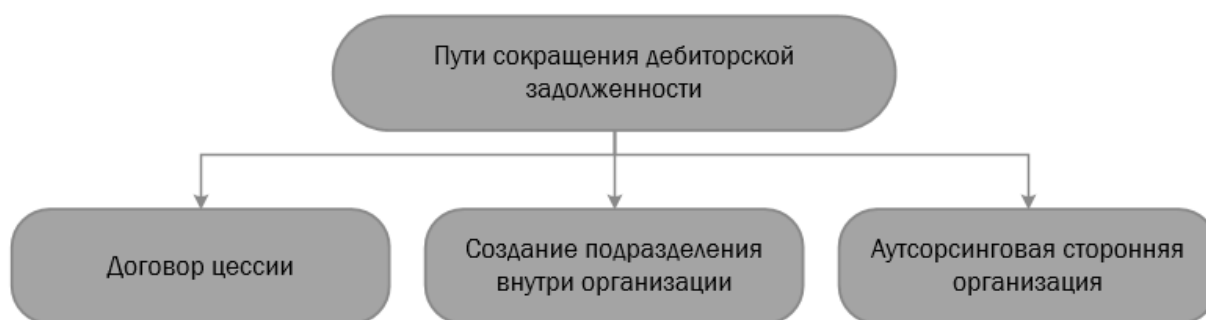 Пути сокращения дебиторской
задолженности
Договор цессии
Создание подразделения
внутри организации
Аутсорсинговая сторонняя
организация